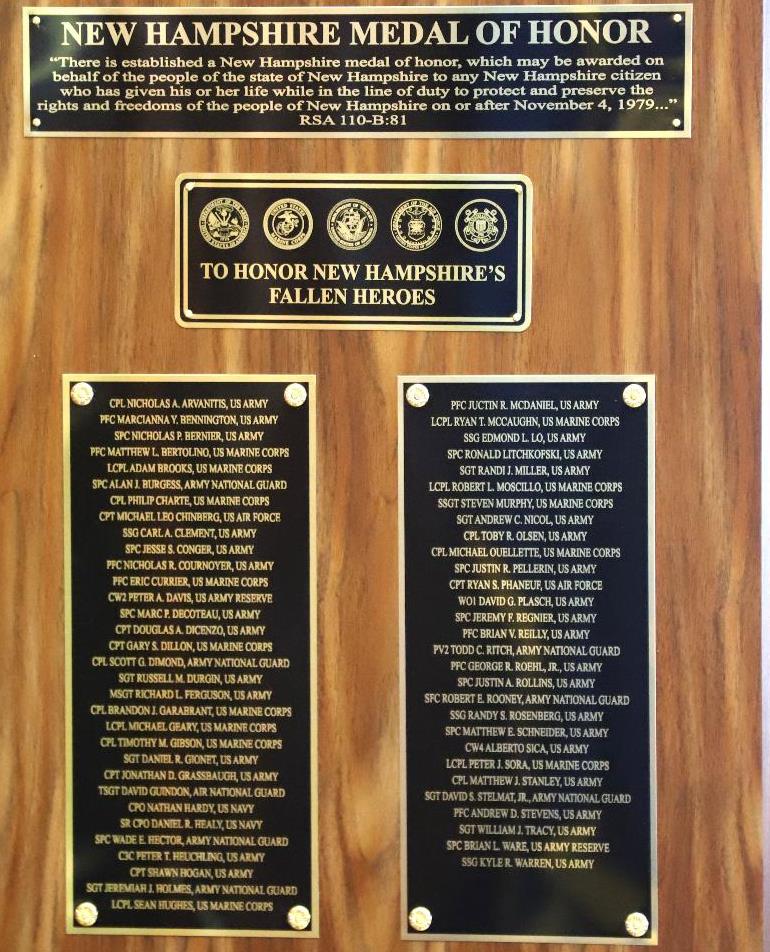 NEW HAMPSHIRE MEDAL OF HONOR
“There is established a New Hampshire medal of honor, which may be awarded on
behalf of the people of the state of New Hampshire to any New Hampshire citizen
who has given his or her life while in the line of duty to protect and preserve the
rights and freedoms of the people of New Hampshire on or after November 4, 1979...”
RSA 110-B:81
TO HONOR NEW HAMPSHIRE’S
FALLEN HEROES
CPL NICHOLAS A. ARVANITIS, US ARMY
PFC MARCIANNA Y. BENNINGTON, US ARMY
SPC NICHOLAS P. BERNIER, US ARMY
PFC MATTHEW L. BERTOLINO, US MARINE CORPS
LCPL ADAM BROOKS, US MARINE CORPS
SPC ALAN J. BURGESS, ARMY NATIONAL GUARD
CPL PHILIP CHARTE, US MARINE CORPS
CPT MICHAEL LEO CHINBERG, US AIR FORCE
SSG CARL A. CLEMENT, US ARMY
SPC JESSE S. CONGER, US ARMY
PFC NICHOLAS R. COURNOYER, US ARMY
PFC ERIC CURRIER, US MARINE CORPS
CW2 PETER A. DAVIS, US ARMY RESERVE
SPC MARC P. DECOTEAU, US ARMY
CPT DOUGLAS A. DICENZO, US ARMY
CPT GARY S. DILLON, US MARINE CORPS
CPL SCOTT G. DIMOND, ARMY NATIONAL GUARD
SGT RUSSELL M. DURGIN, US ARMY
MSGT RICHARD L. FERGUSON, US ARMY
CPL BRANDON J. GARABRANT, US MARINE CORPS
LCPL MICHAEL GEARY, US MARINE CORPS
CPL TIMOTHY M. GIBSON, US MARINE CORPS
SGT DANIEL R. GIONET, US ARMY
CPT JONATHAN D. GRASSBAUGH, US ARMY
TSGT DAVID GUINDON, AIR NATIONAL GUARD
CPO NATHAN HARDY, US NAVY
SR CPO DANIEL R. HEALY, US NAVY
SPC WADE E. HECTOR, ARMY NATIONAL GUARD
C3C PETER T. HEUCHLING, US ARMY
CPT SHAWN HOGAN, US ARMY
SGT JEREMIAH J. HOLMES, ARMY NATIONAL GUARD
LCPL SEAN HUGHES, US MARINE CORPS
PFC JUCTIN R. MCDANIEL, US ARMY
LCPL RYAN T. MCCAUGHN, US MARINE CORPS
SSG EDMOND L. LO, US ARMY
SPC RONALD LITCHKOFSKI, US ARMY
SGT RANDI J. MILLER, US ARMY
LCPL ROBERT L. MOSCILLO, US MARINE CORPS
SSGT STEVEN MURPHY, US MARINE CORPS
SGT ANDREW C. NICOL, US ARMY
CPL TOBY R. OLSEN, US ARMY
CPL MICHAEL OUELLETTE, US MARINE CORPS
SPC JUSTIN R. PELLERIN, US ARMY
CPT RYAN S. PHANEUF, US AIR FORCE
WO1 DAVID G. PLASCH, US ARMY
SPC JEREMY F. REGNIER, US ARMY
PFC BRIAN V. REILLY, US ARMY
PV2 TODD C. RITCH, ARMY NATIONAL GUARD
PFC GEORGE R. ROEHL, JR., US ARMY
SPC JUSTIN A. ROLLINS, US ARMY
SFC ROBERT E. ROONEY, ARMY NATIONAL GUARD
SSG RANDY S. ROSENBERG, US ARMY
SPC MATTHEW E. SCHNEIDER, US ARMY
CW4 ALBERTO SICA, US ARMY
LCPL PETER J. SORA, US MARINE CORPS
CPL MATTHEW J. STANLEY, US ARMY
SGT DAVID S. STELMAT, JR., ARMY NATIONAL GUARD
PFC ANDREW D. STEVENS, US ARMY
SGT WILLIAM J. TRACY, US ARMY
SPC BRIAN L. WARE, US ARMY RESERVE
SSG KYLE R. WARREN, US ARMY